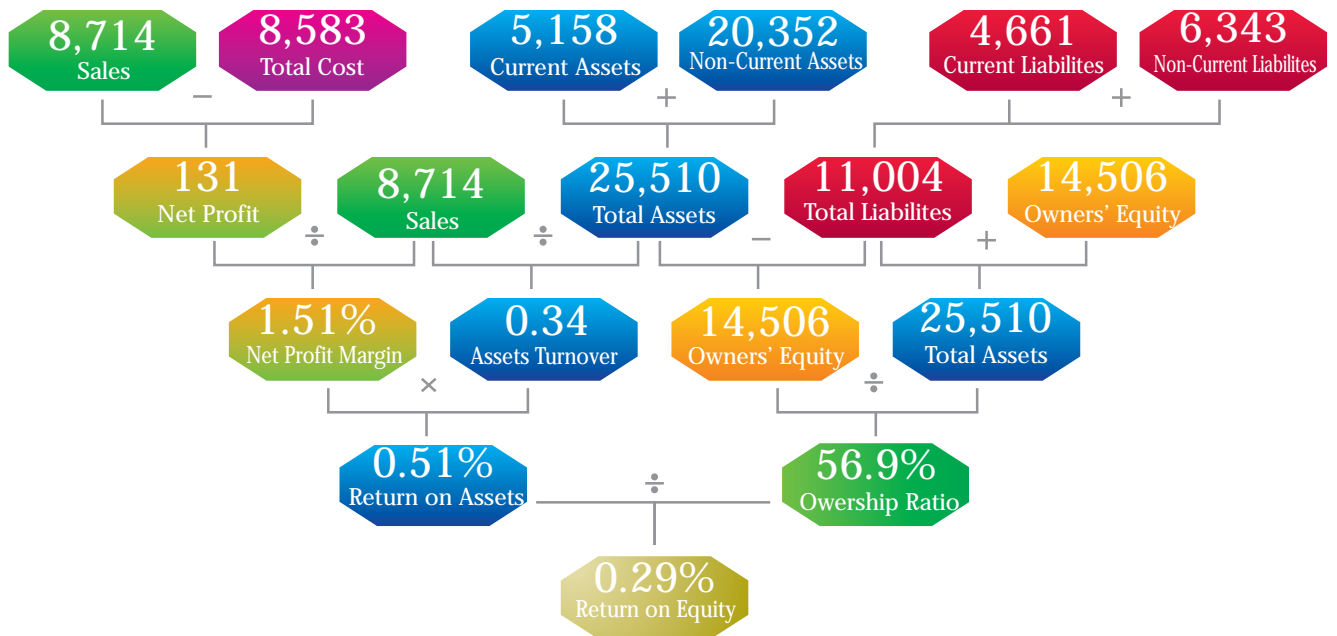 8,714
Sales
8,583
Total Cost
5,158
Current Assets
20,352
Non-Current Assets
4,661
Current Liabilites
6,343
Non-Current Liabilites
−
+
+
131
Net Profit
8,714
Sales
25,510
Total Assets
11,004
Total Liabilites
14,506
Owners’ Equity
÷
÷
−
+
1.51%
Net Profit Margin
0.34
Assets Turnover
14,506
Owners’ Equity
25,510
Total Assets
×
÷
0.51%
Return on Assets
÷
56.9%
Owership Ratio
0.29%
Return on Equity